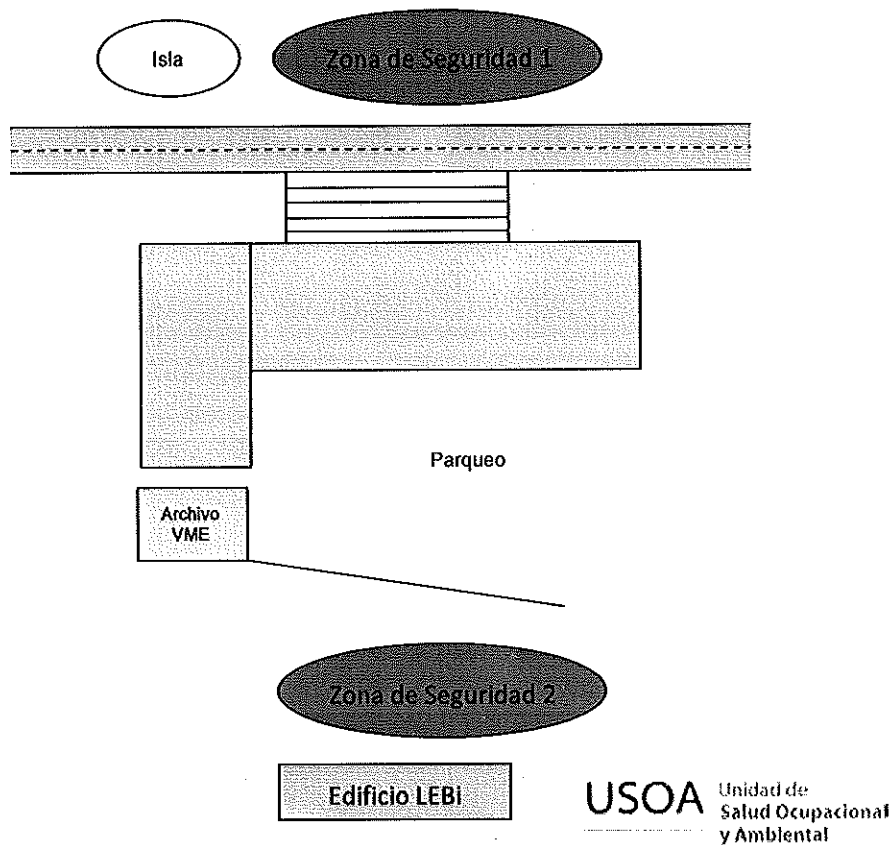 Isla
Zona de Seguridad 1
Parqueo
Archivo
VME
Zona de Seguridad 2
Edificio LEBi
USOA
Unidad de
Salud Ocupacional
y Ambiental